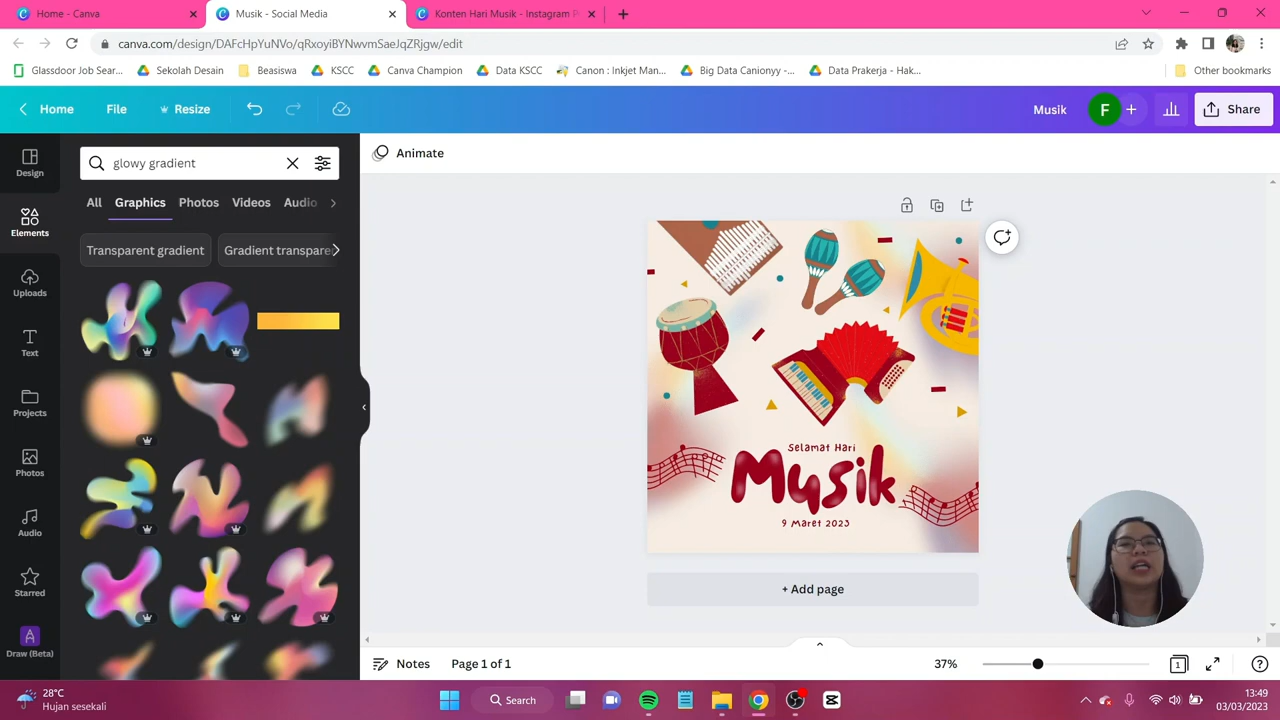 Home - Canva
Musik - Social Media
Konten Hari Musik - Instagram P
canva.com/design/DAFcHpYuNVo/qRxoyiBYNwvmSaeJqZRjgw/edit
Glassdoor Job Sear...
Sekolah Desain
Beasiswa
KSCC
Canva Champion
Data KSCC
Canon : Inkjet Man...
Big Data Canionyy -...
Data Prakerja - Hak...
Other bookmarks
Home
File
Resize
Musik
F
Share
Design
Elements
Uploads
Text
Projects
Photos
Audio
Starred
Draw (Beta)
glowy gradient
All
Graphics
Photos
Videos
Audio
Transparent gradient
Gradient transpare
Animate
Selamat Hari
Musik
9 Maret 2023
+ Add page
Notes
Page 1 of 1
37%
1
28°C
Hujan sesekali
Search
13:49
03/03/2023